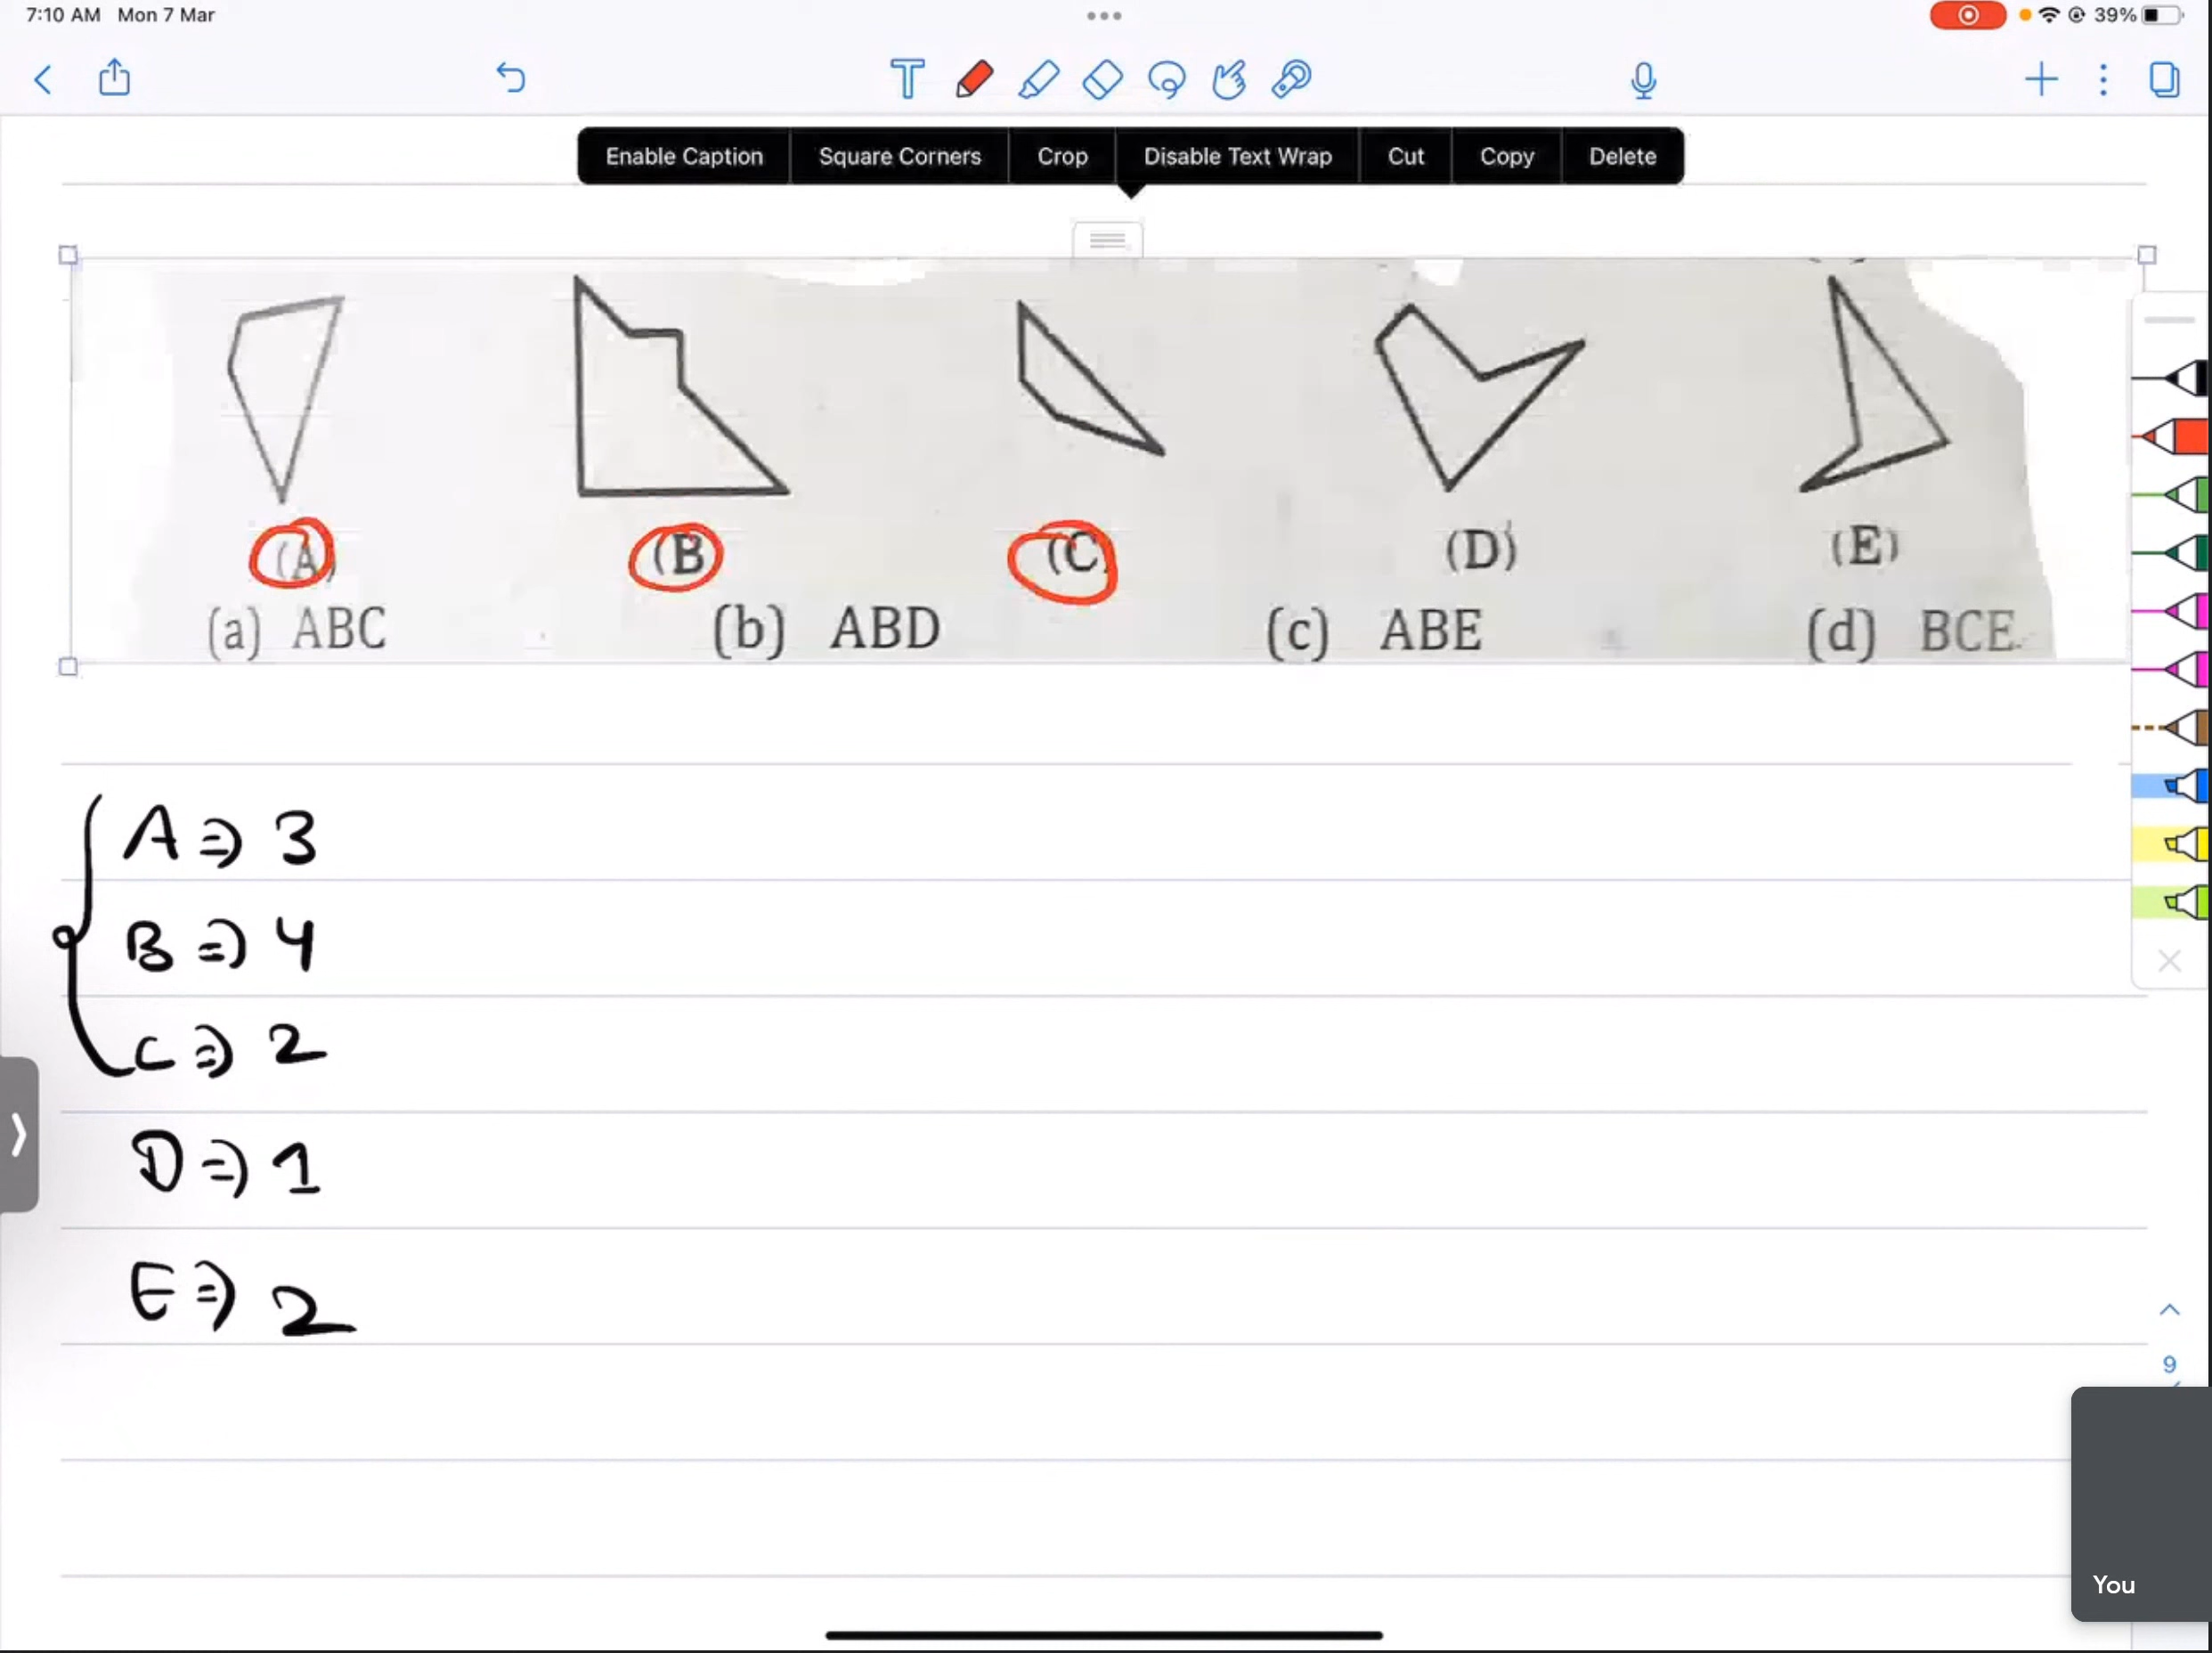 7:10 AM Mon 7 Mar
39%
Enable Caption Square Corners Crop Disable Text Wrap Cut Copy Delete
(A) (B (C) (D) (E)
(a) ABC (b) ABD (c) ABE (d) BCE
A ⇒ 3
B ⇒ 4
C ⇒ 2
D ⇒ 1
E ⇒ 2
9
You